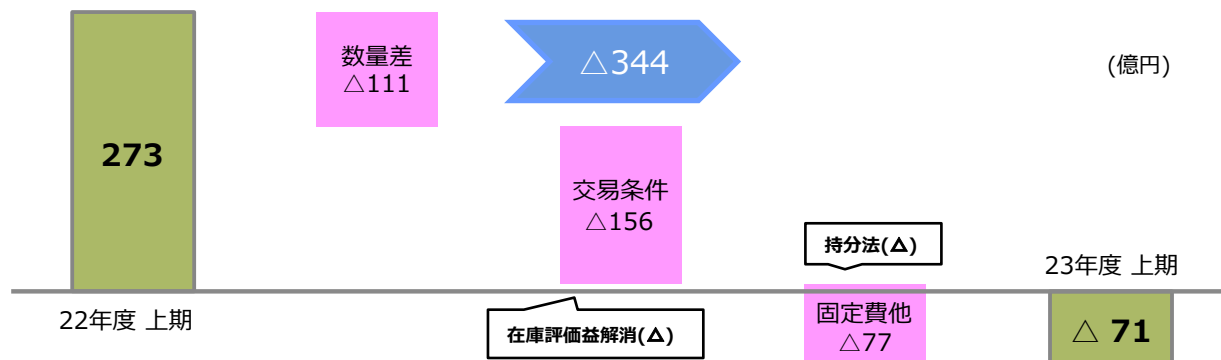 数量差
△111
△344
(億円)
273
交易条件
△156
持分法(△)
23年度 上期
22年度 上期
在庫評価益解消(△)
固定費他
△77
△ 71